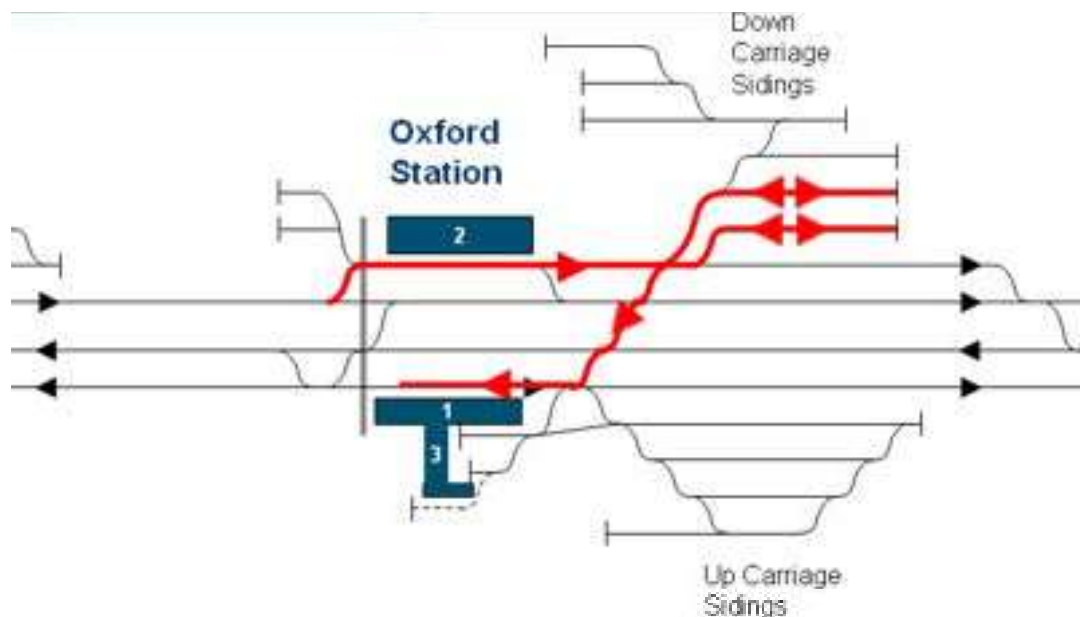 Down
Carriage
Sidings
Oxford
Station
2
1
3
Up Carriage
Sidings